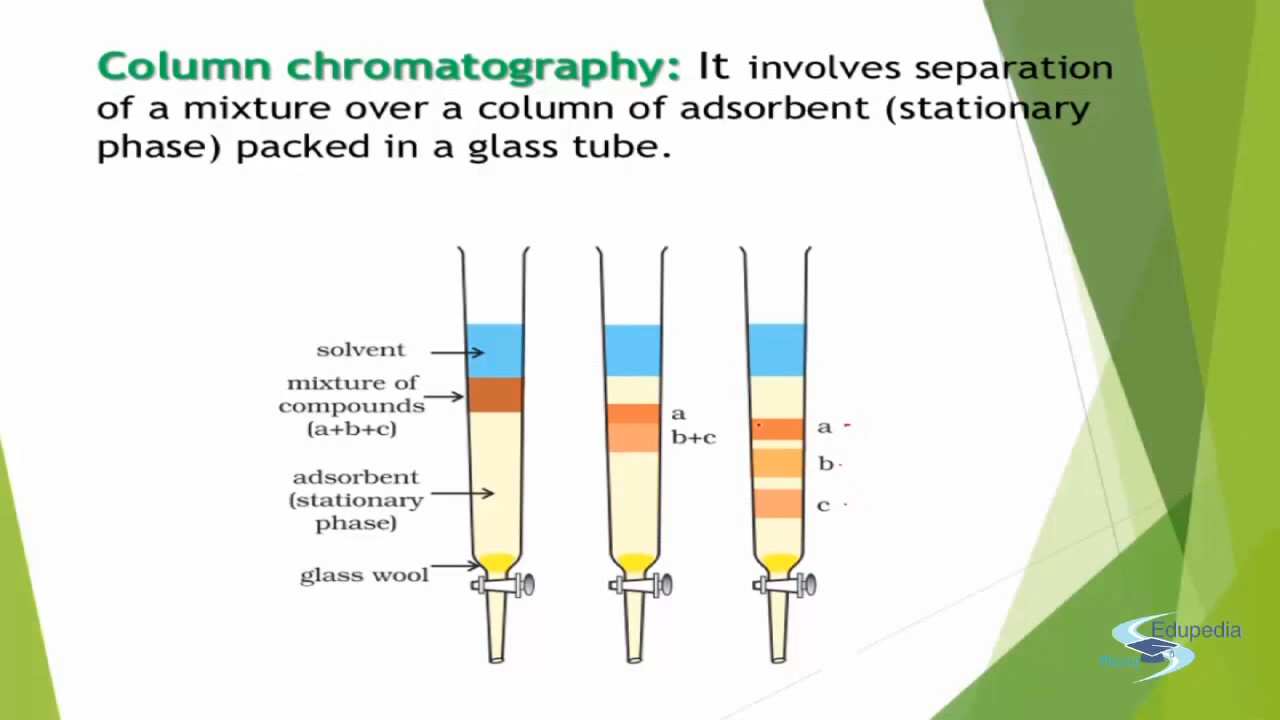 Column chromatography: It involves separation
of a mixture over a column of adsorbent (stationary
phase) packed in a glass tube.
solvent
mixture of
compounds
(a+b+c)
adsorbent
(stationary
phase)
glass wool
a
b+c
a
b
c
Edupedia
World